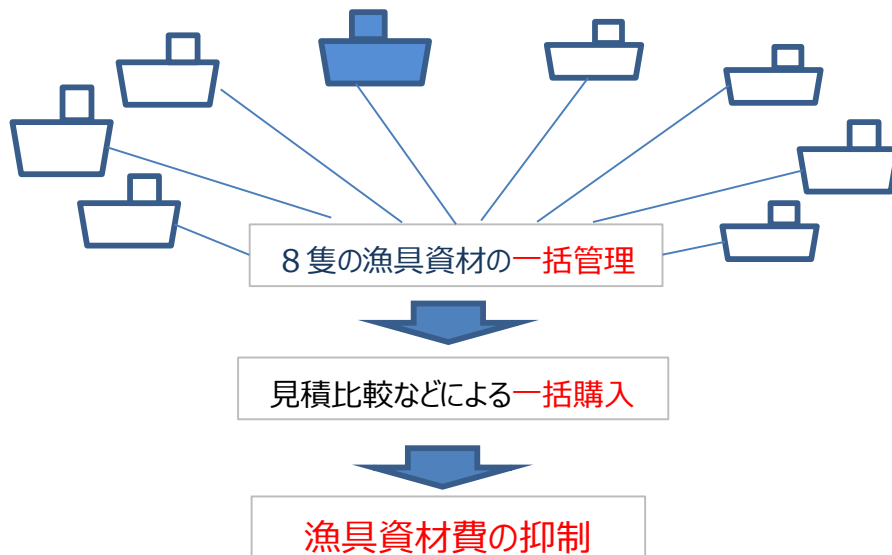 ８隻の漁具資材の一括管理
見積比較などによる一括購入
漁具資材費の抑制